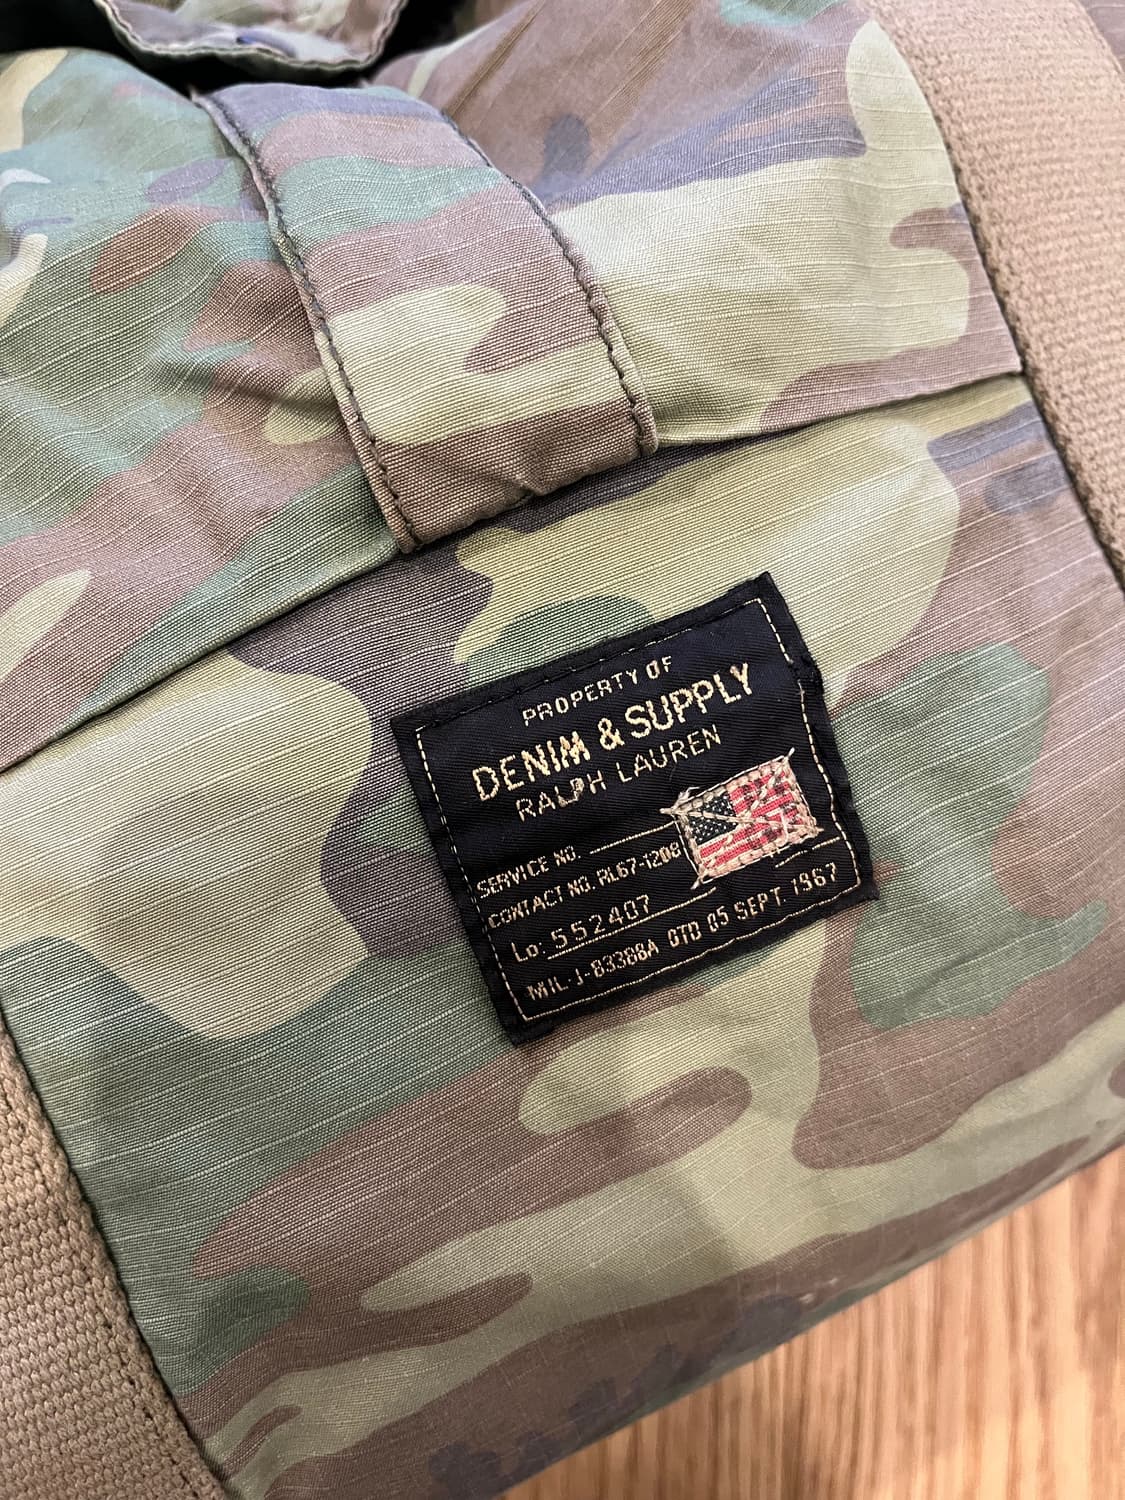 PROPERTY OF
DENIM & SUPPLY
RALPH LAUREN
SERVICE NO.
CONTACT NO. RL67-1208
Lo: 552407
MIL-J-83388A OTD 05 SEPT. 1967